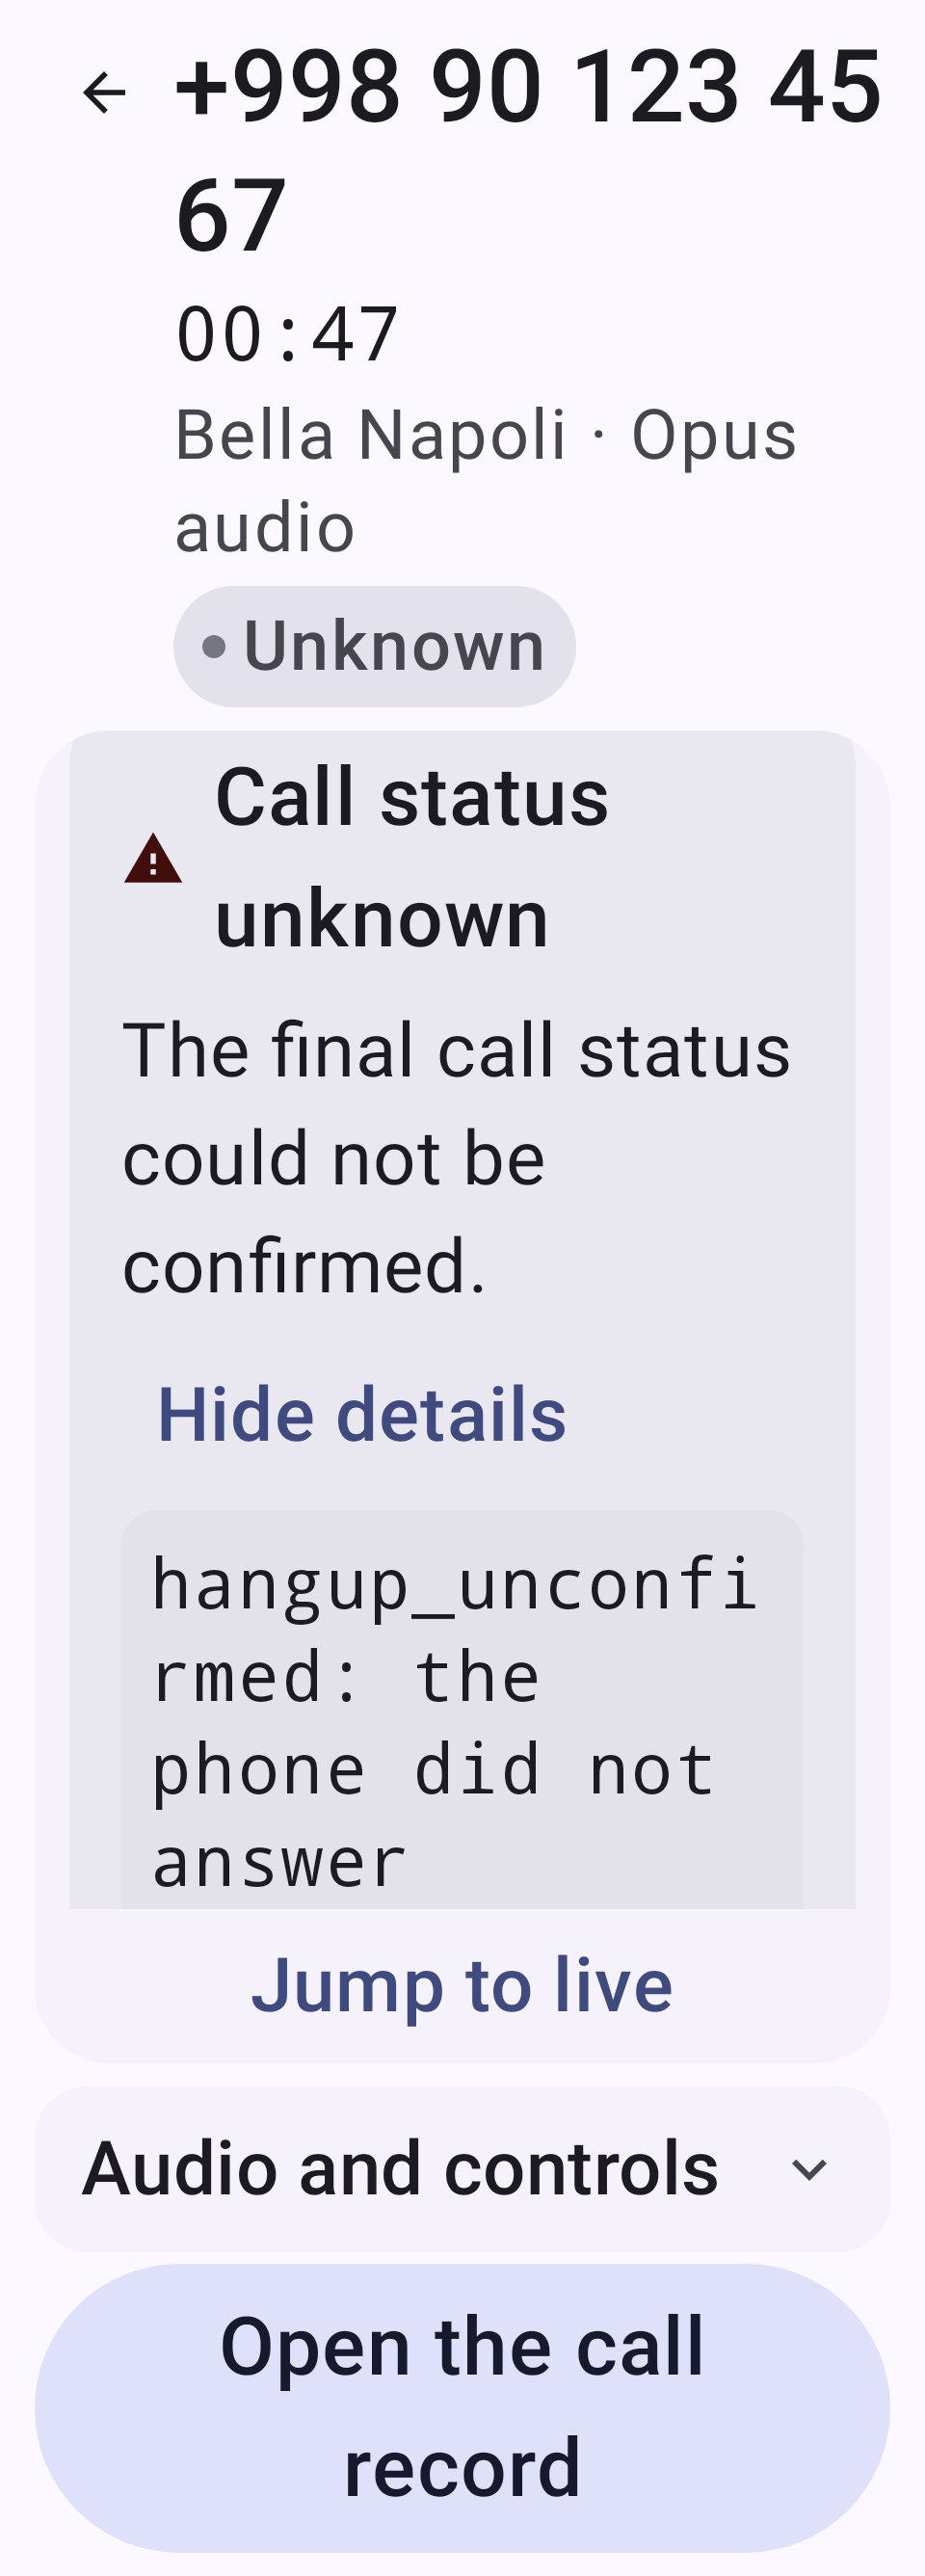 +998 90 123 45
67
00:47
Bella Napoli · Opus
audio
Unknown
Call status
unknown
The final call status
could not be
confirmed.
Hide details
hangup_unconfi
rmed: the
phone did not
answer
Jump to live
Audio and controls
Open the call
record